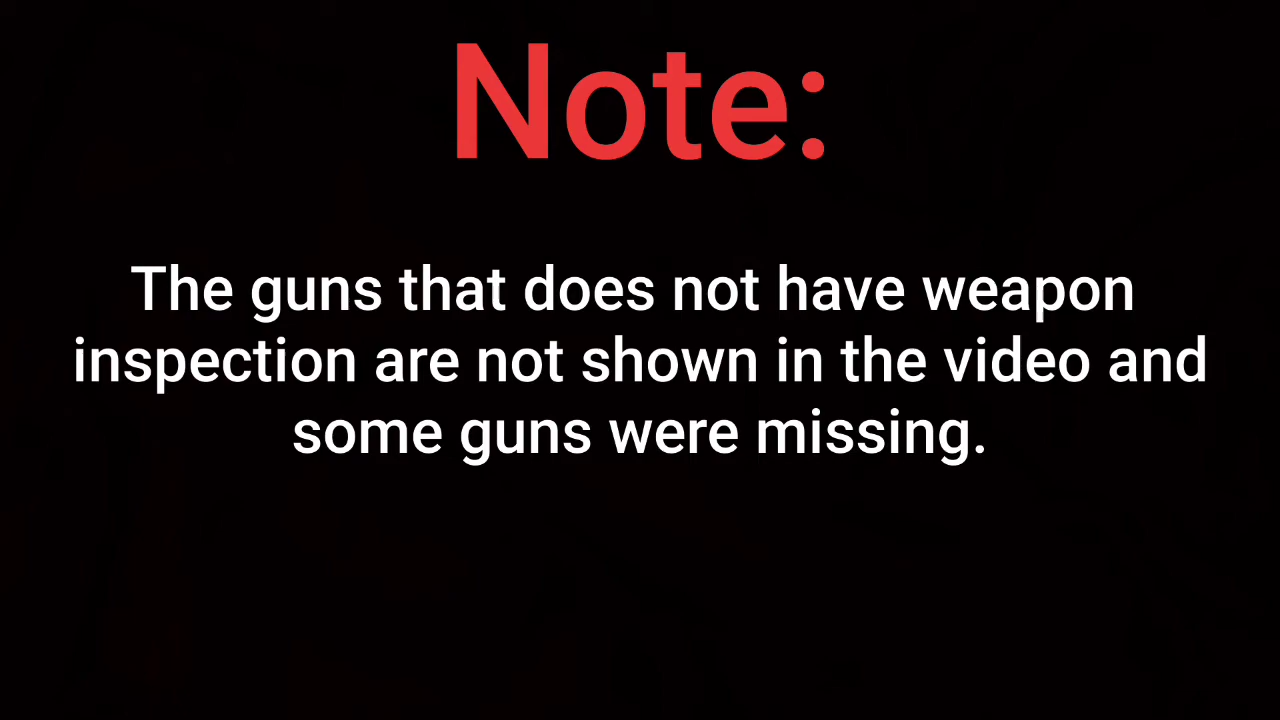 Note:
The guns that does not have weapon
inspection are not shown in the video and
some guns were missing.